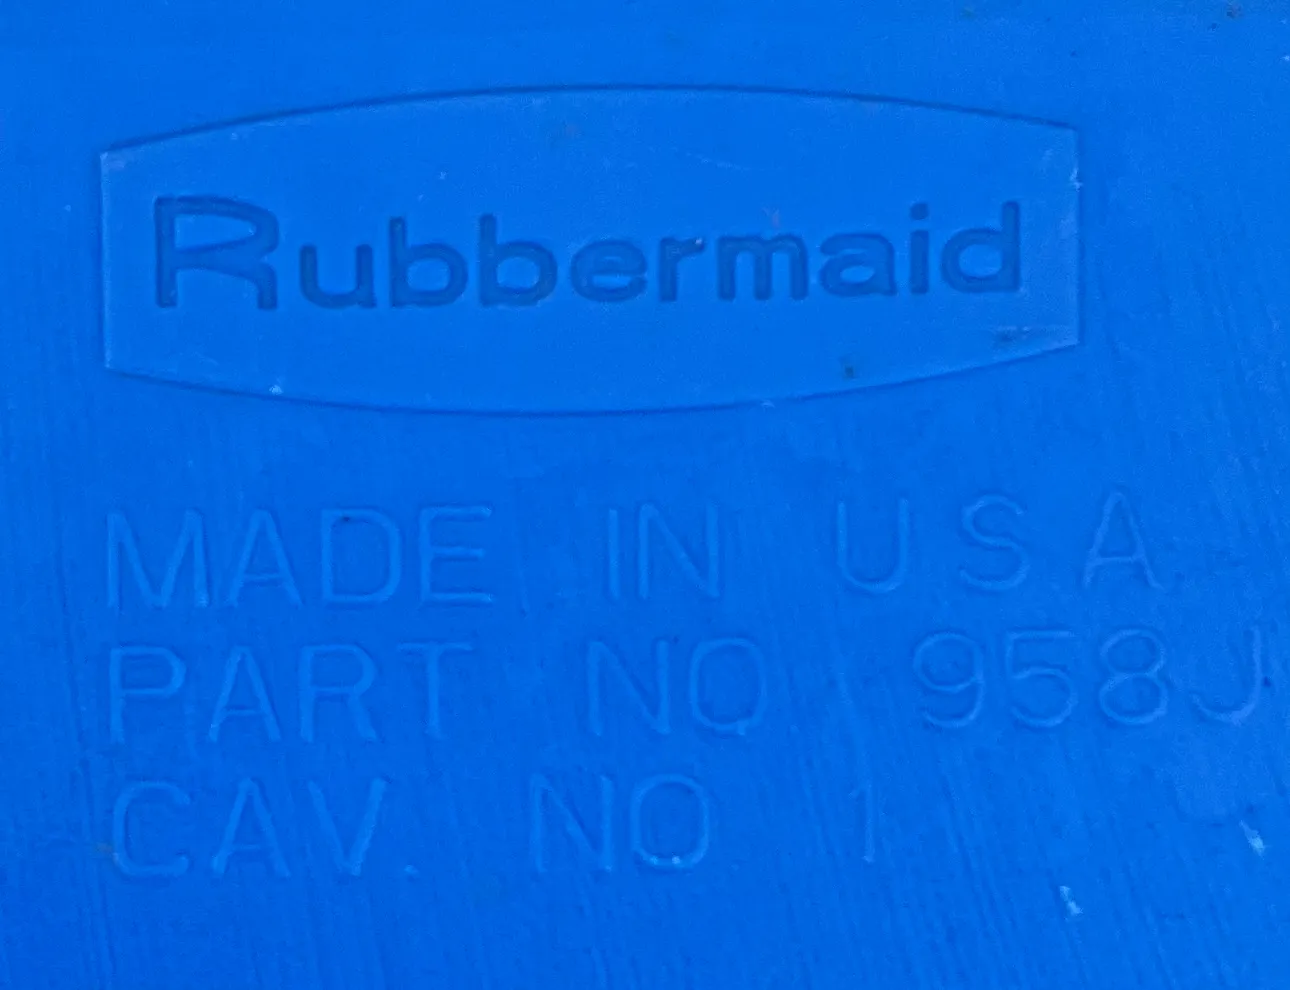 Rubbermaid
MADE IN USA
PART NO 958J
CAV. NO 1